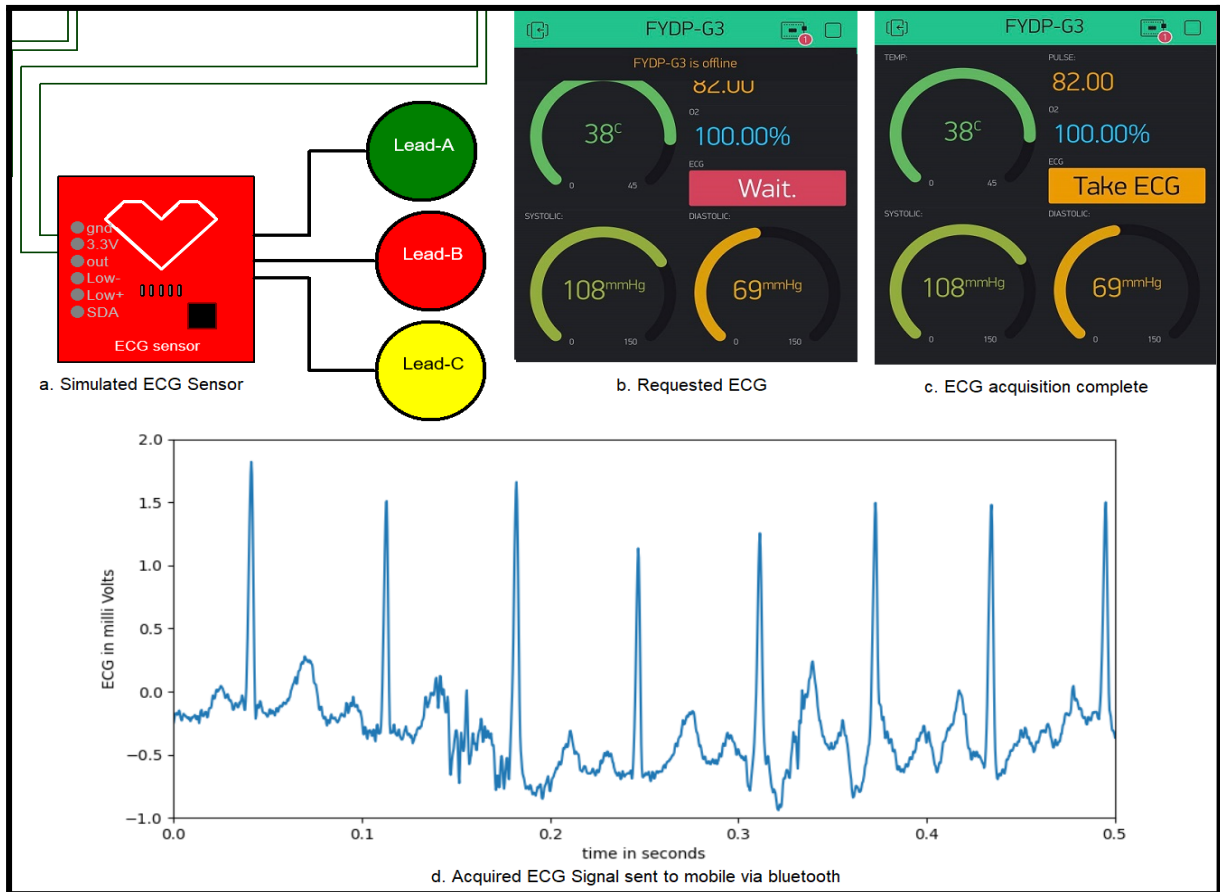 Lead-A
Lead-B
Lead-C
gnd
3.3V
out
Low-
Low+
SDA
ECG sensor
a. Simulated ECG Sensor
FYDP-G3
1
FYDP-G3 is offline
82.00
38C
O2
100.00%
0 45
ECG
Wait.
SYSTOLIC: DIASTOLIC:
108mmHg 69mmHg
0 150 0 150
b. Requested ECG
FYDP-G3
1
TEMP: PULSE:
82.00
38C
O2
100.00%
0 45
ECG
Take ECG
SYSTOLIC: DIASTOLIC:
108mmHg 69mmHg
0 150 0 150
c. ECG acquisition complete
2.0
1.5
1.0
0.5
0.0
−0.5
−1.0
ECG in milli Volts
0.0 0.1 0.2 0.3 0.4 0.5
time in seconds
d. Acquired ECG Signal sent to mobile via bluetooth